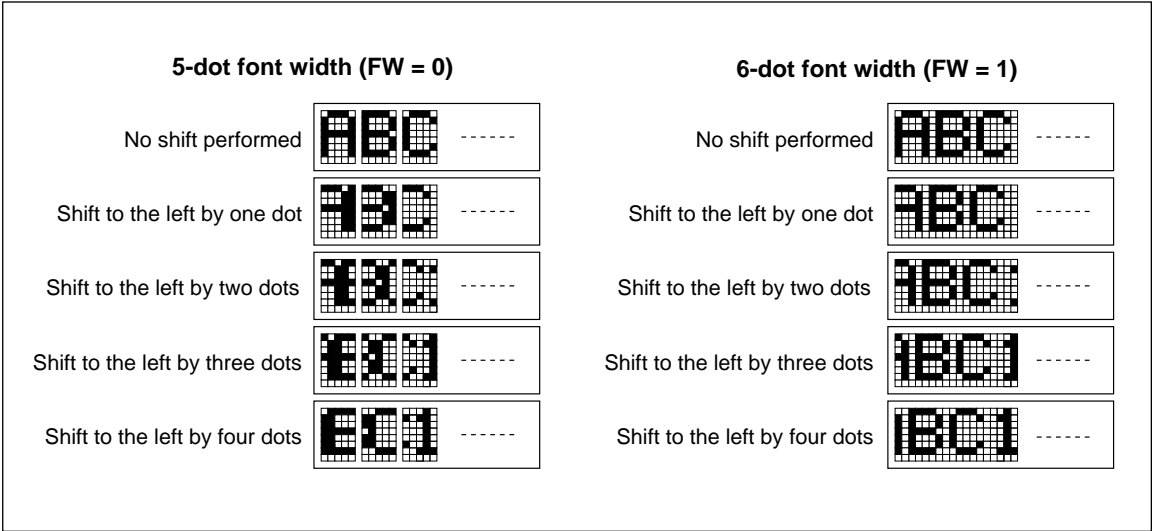 5-dot font width (FW = 0)
No shift performed
ABC ------
Shift to the left by one dot
------
Shift to the left by two dots
------
Shift to the left by three dots
------
Shift to the left by four dots
------
6-dot font width (FW = 1)
No shift performed
ABC ------
Shift to the left by one dot
ABC ------
Shift to the left by two dots
ABC ------
Shift to the left by three dots
BC ------
Shift to the left by four dots
BC1 ------